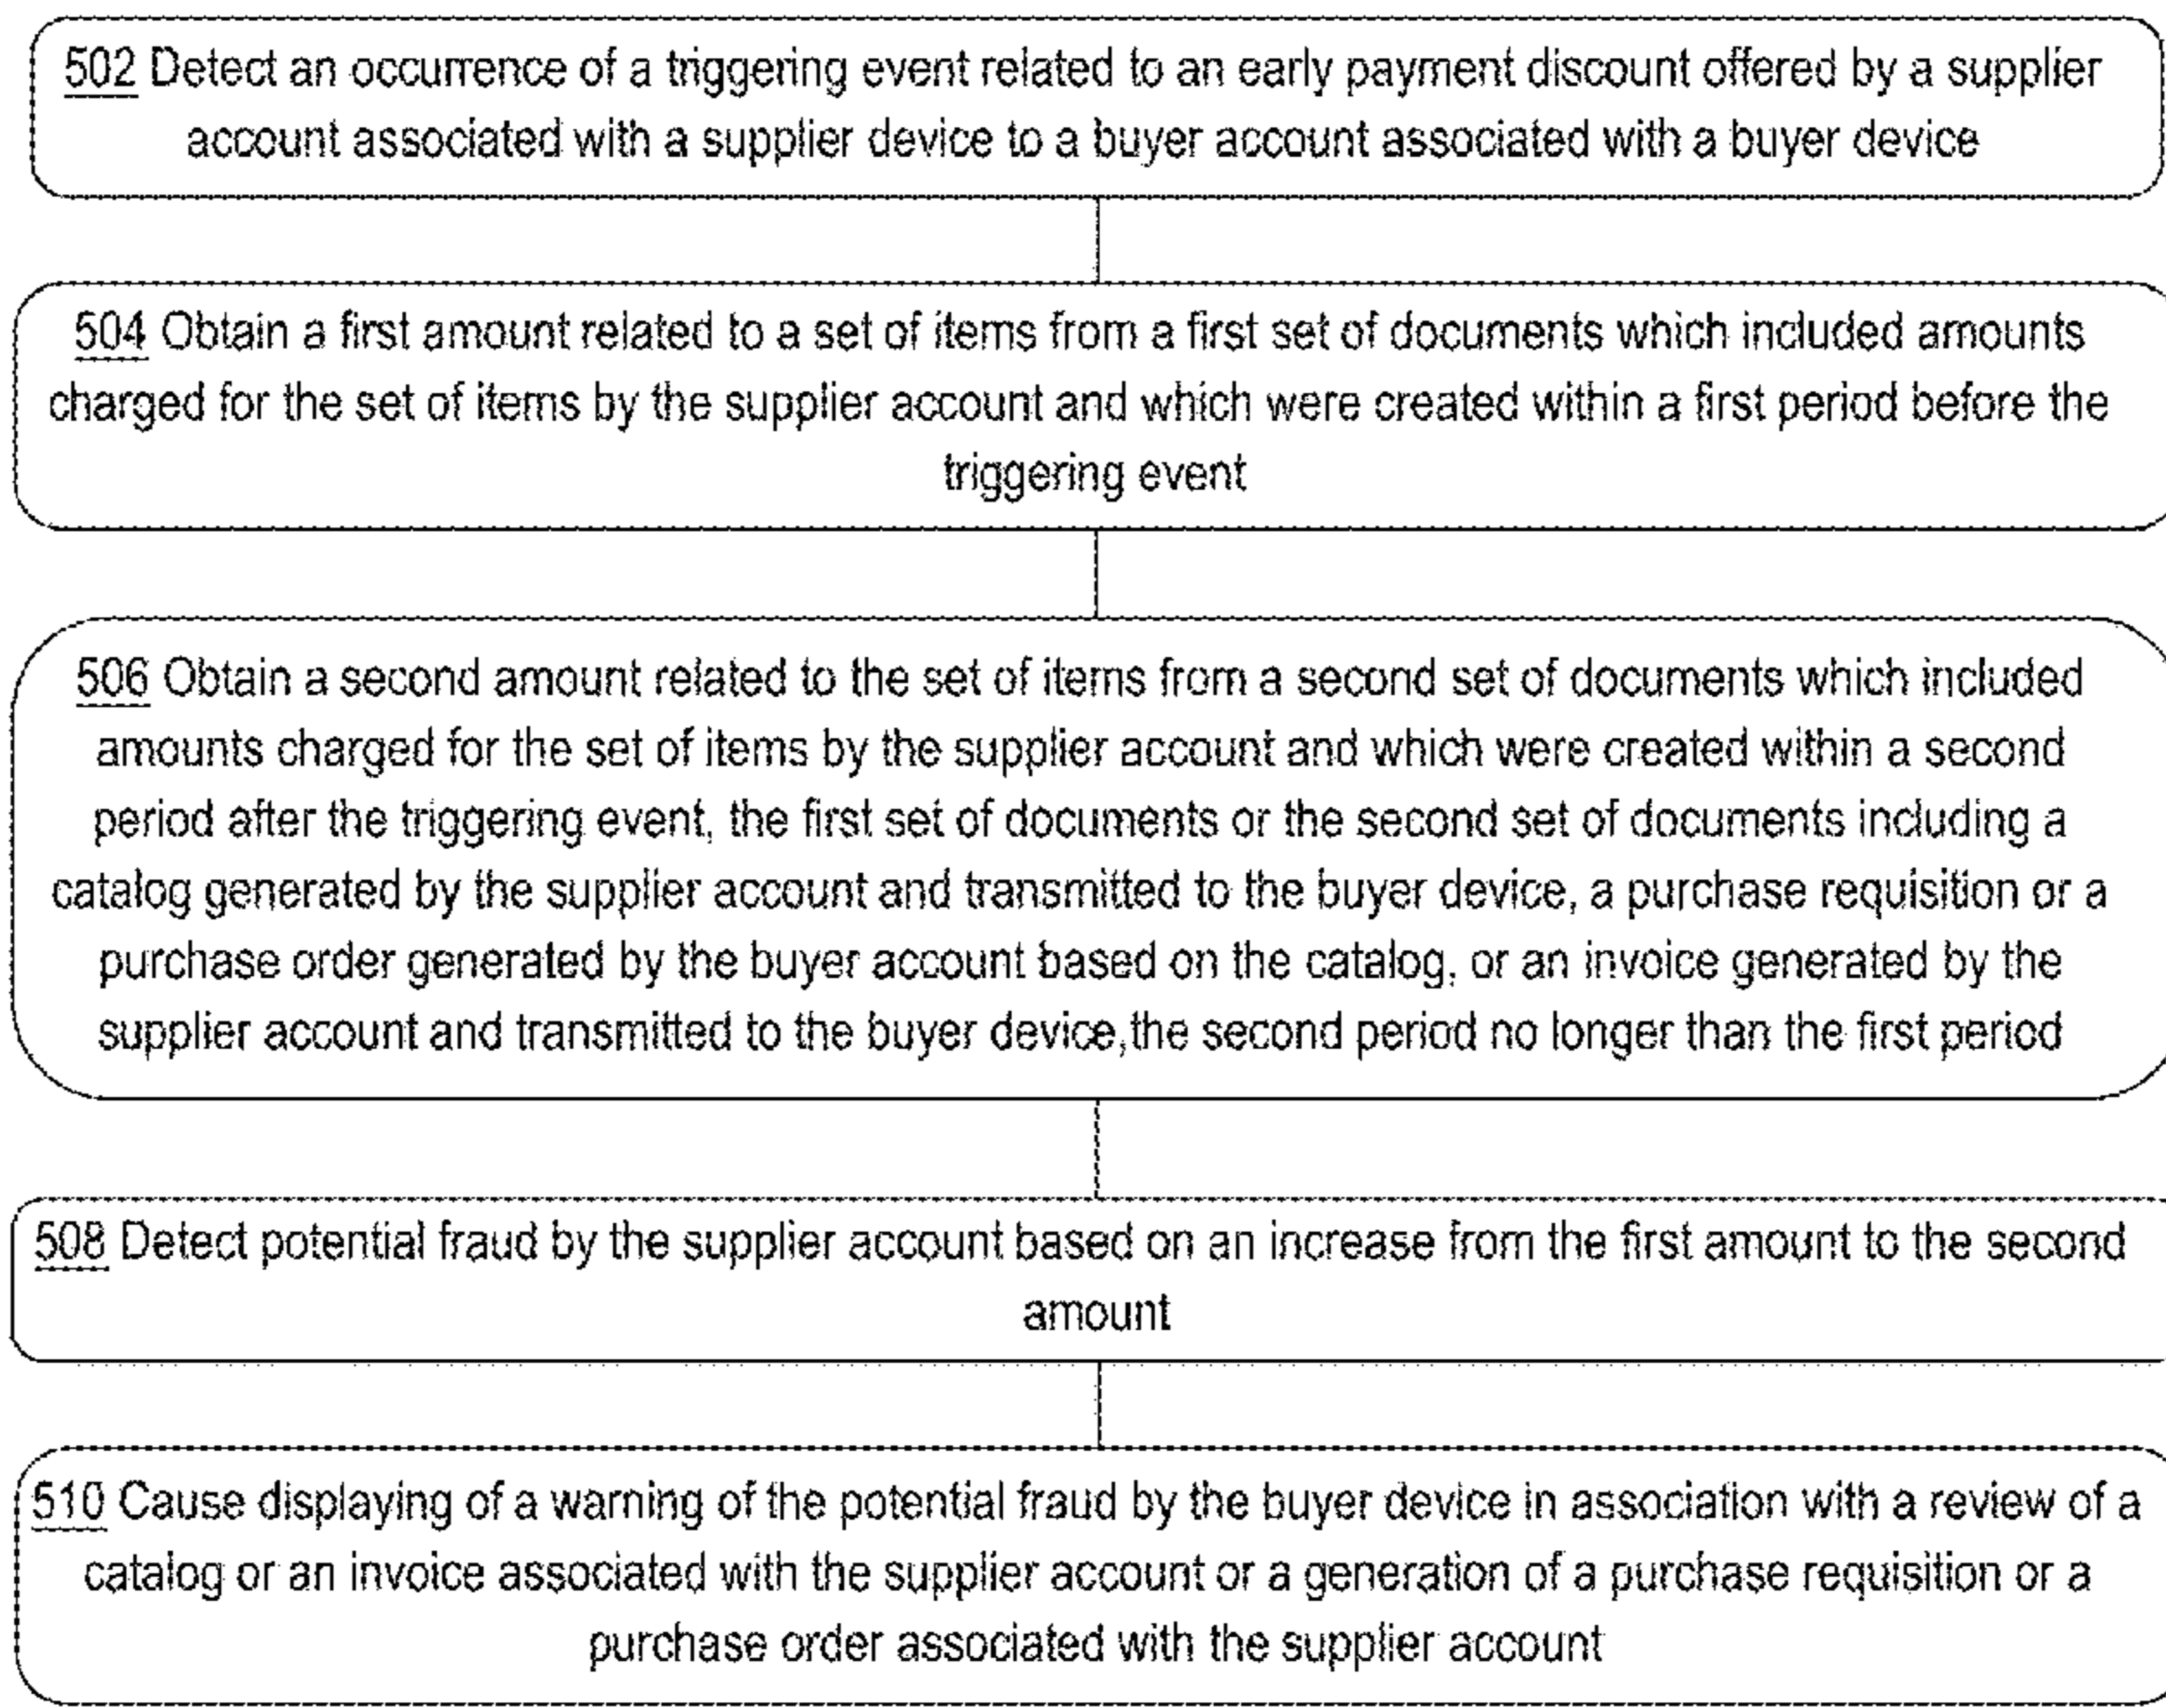 502 Detect an occurrence of a triggering event related to an early payment discount offered by a supplier
account associated with a supplier device to a buyer account associated with a buyer device
504 Obtain a first amount related to a set of items from a first set of documents which included amounts
charged for the set of items by the supplier account and which were created within a first period before the
triggering event
506 Obtain a second amount related to the set of items from a second set of documents which included
amounts charged for the set of items by the supplier account and which were created within a second
period after the triggering event, the first set of documents or the second set of documents including a
catalog generated by the supplier account and transmitted to the buyer device, a purchase requisition or a
purchase order generated by the buyer account based on the catalog, or an invoice generated by the
supplier account and transmitted to the buyer device,the second period no longer than the first period
508 Detect potential fraud by the supplier account based on an increase from the first amount to the second
amount
510 Cause displaying of a warning of the potential fraud by the buyer device in association with a review of a
catalog or an invoice associated with the supplier account or a generation of a purchase requisition or a
purchase order associated with the supplier account